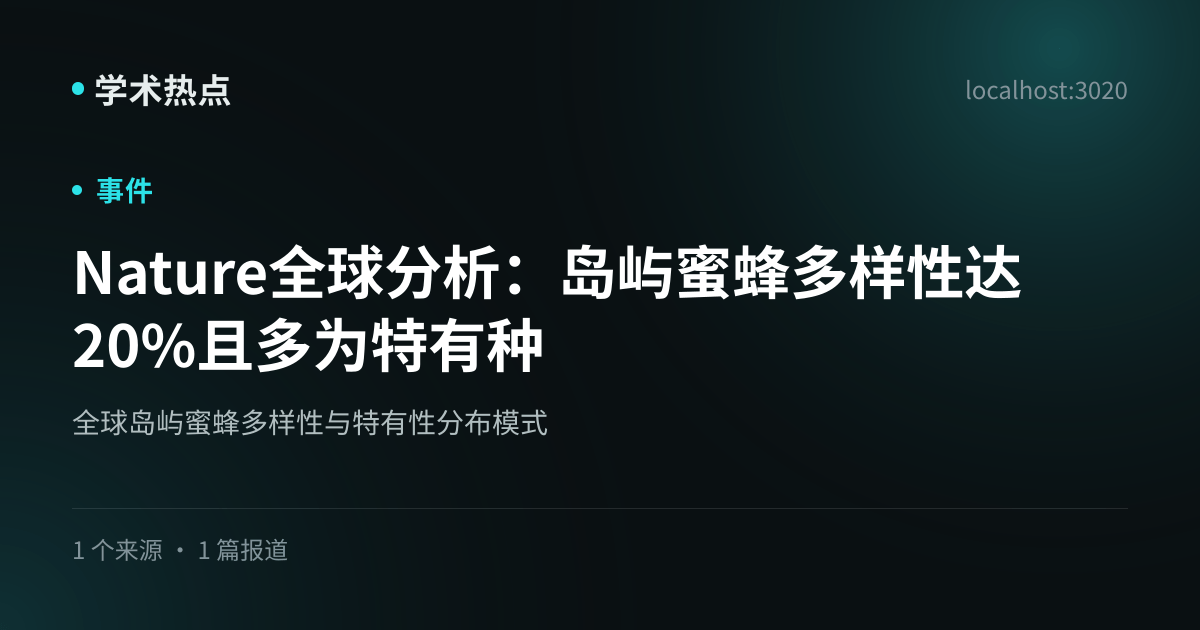 学术热点
localhost:3020
事件
Nature全球分析：岛屿蜜蜂多样性达
20%且多为特有种
全球岛屿蜜蜂多样性与特有性分布模式
1 个来源 · 1 篇报道